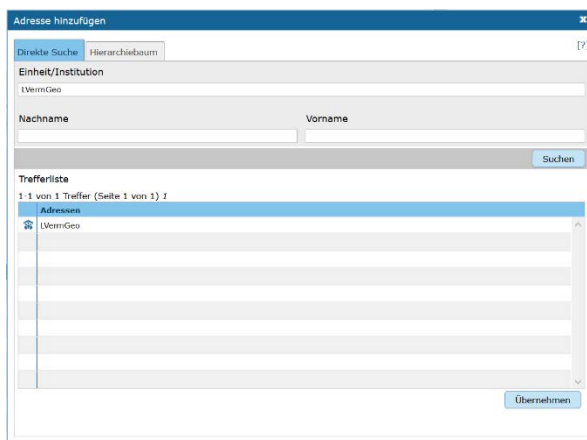 Adresse hinzufügen x
[?]
Direkte Suche Hierarchiebaum
Einheit/Institution
LVermGeo
Nachname Vorname
Suchen
Trefferliste
1-1 von 1 Treffer (Seite 1 von 1) 1
Adressen
LVermGeo
Übernehmen